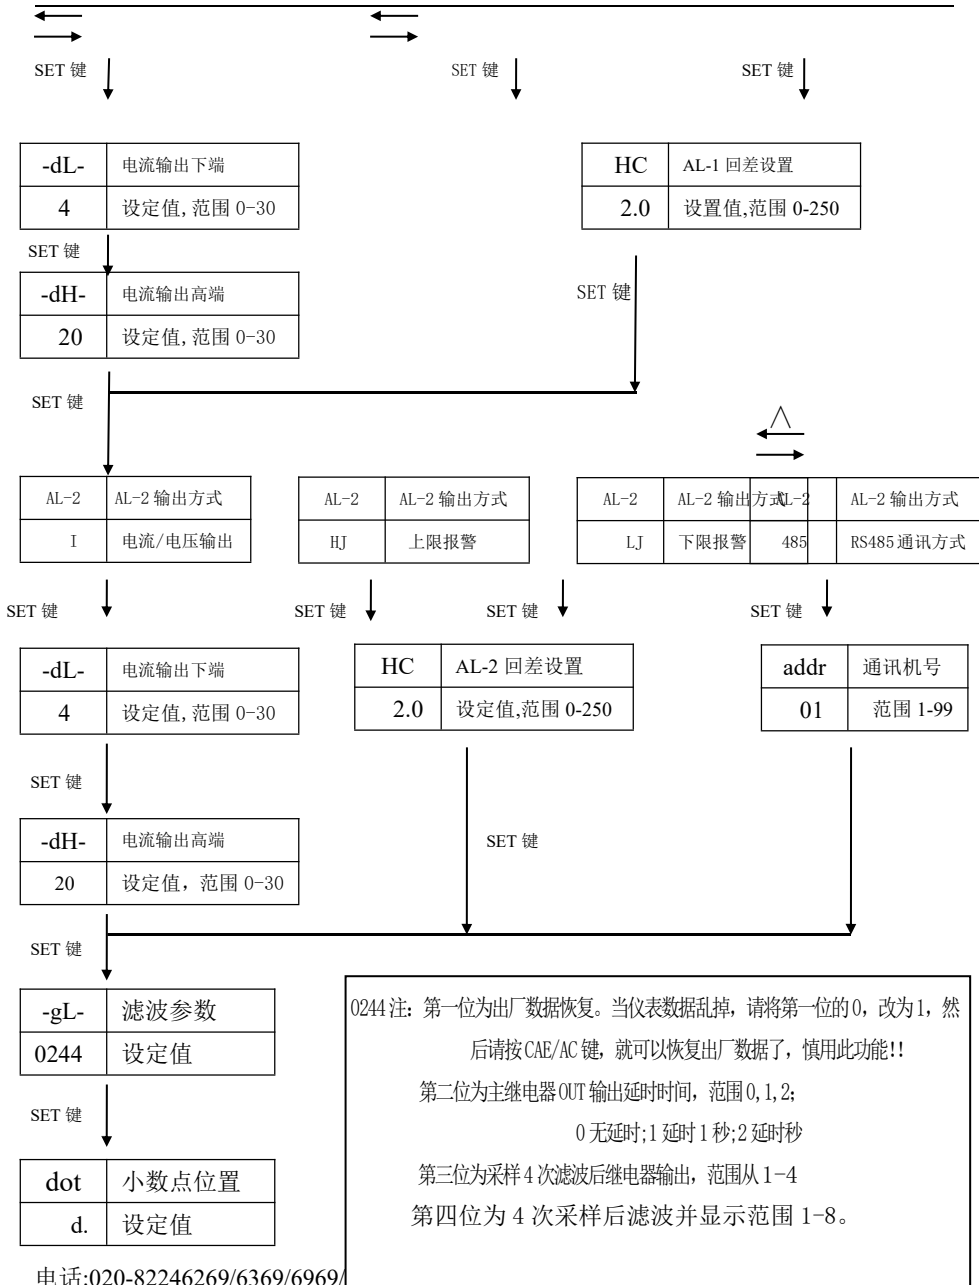 SET 键 SET 键 SET 键
-dL- 电流输出下端
4 设定值, 范围 0-30
HC AL-1 回差设置
2.0 设置值,范围 0-250
SET 键
-dH- 电流输出高端
20 设定值, 范围 0-30
SET 键
SET 键
AL-2 AL-2 输出方式
I 电流/电压输出
AL-2 AL-2 输出方式
HJ 上限报警
AL-2 AL-2 输出方式
LJ 下限报警
AL-2 AL-2 输出方式
485 RS485 通讯方式
SET 键 SET 键 SET 键 SET 键
-dL- 电流输出下端
4 设定值, 范围 0-30
HC AL-2 回差设置
2.0 设定值,范围 0-250
addr 通讯机号
01 范围 1-99
SET 键
-dH- 电流输出高端
20 设定值，范围 0-30
SET 键
SET 键
-gL- 滤波参数
0244 设定值
SET 键
dot 小数点位置
d. 设定值
0244 注：第一位为出厂数据恢复。当仪表数据乱掉，请将第一位的 0，改为 1，然
后请按 CAE/AC 键，就可以恢复出厂数据了，慎用此功能!!
第二位为主继电器 OUT 输出延时时间，范围 0,1,2;
0 无延时;1 延时 1 秒;2 延时秒
第三位为采样 4 次滤波后继电器输出，范围从 1-4
第四位为 4 次采样后滤波并显示范围 1-8。
电话:020-82246269/6369/6969/